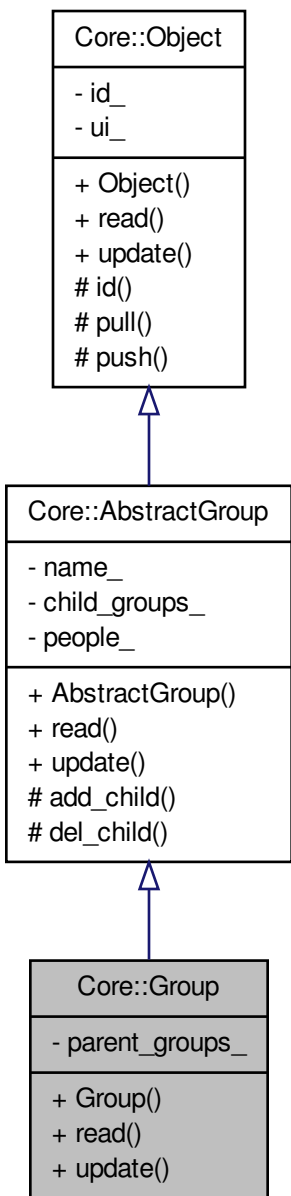 Core::Object
- id_
- ui_
+ Object()
+ read()
+ update()
# id()
# pull()
# push()
Core::AbstractGroup
- name_
- child_groups_
- people_
+ AbstractGroup()
+ read()
+ update()
# add_child()
# del_child()
Core::Group
- parent_groups_
+ Group()
+ read()
+ update()